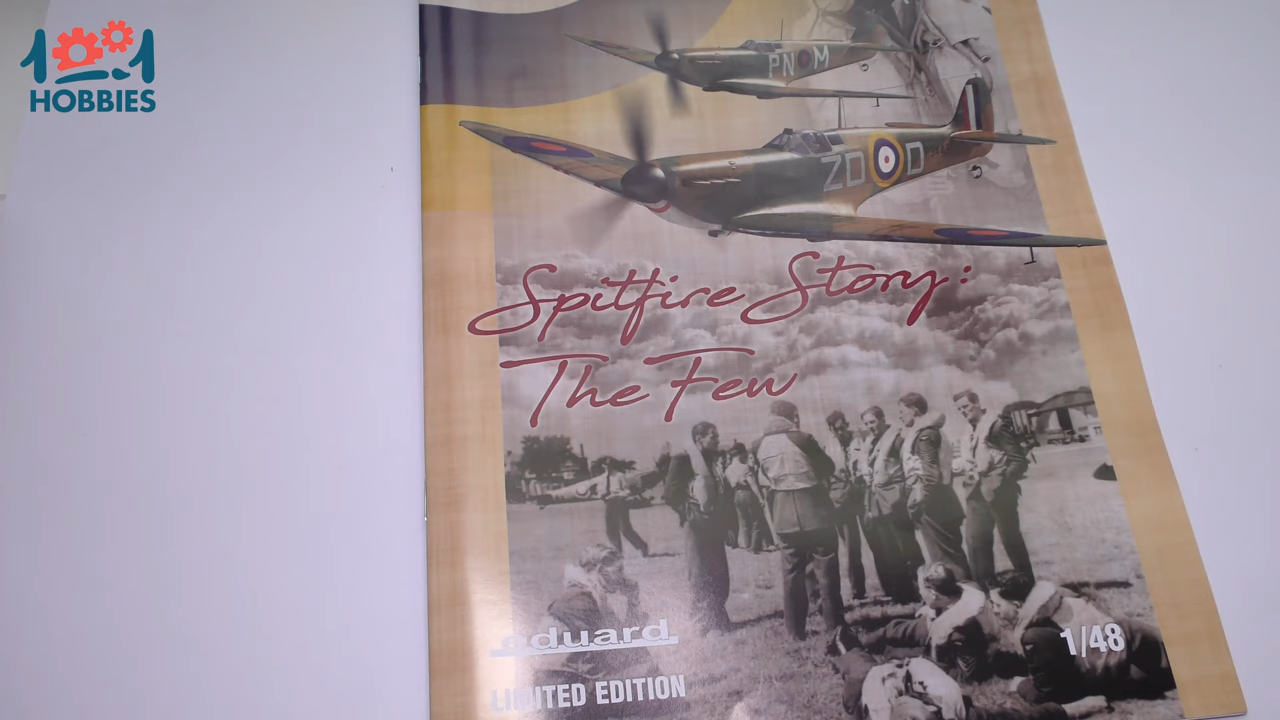 1001
HOBBIES
PN M
ZD D
Spitfire Story:
The Few
eduard
1/48
LIMITED EDITION